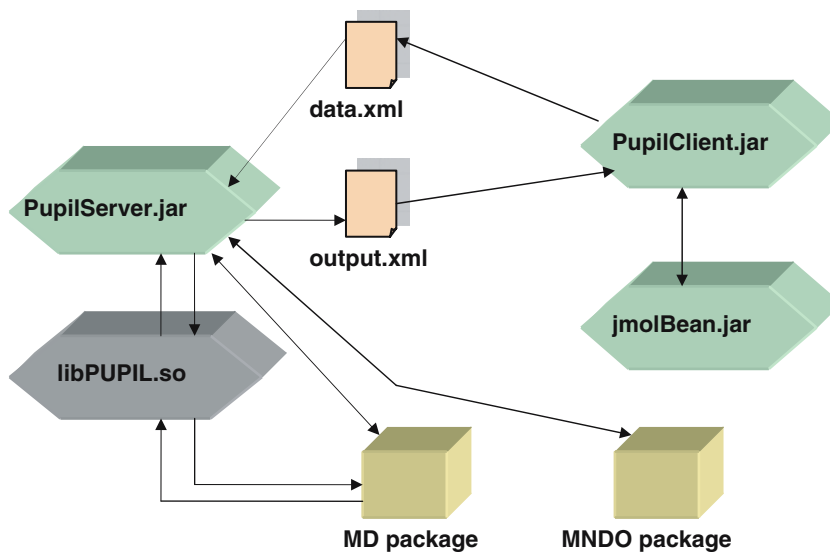 data.xml
PupilClient.jar
PupilServer.jar
output.xml
jmolBean.jar
libPUPIL.so
MD package
MNDO package